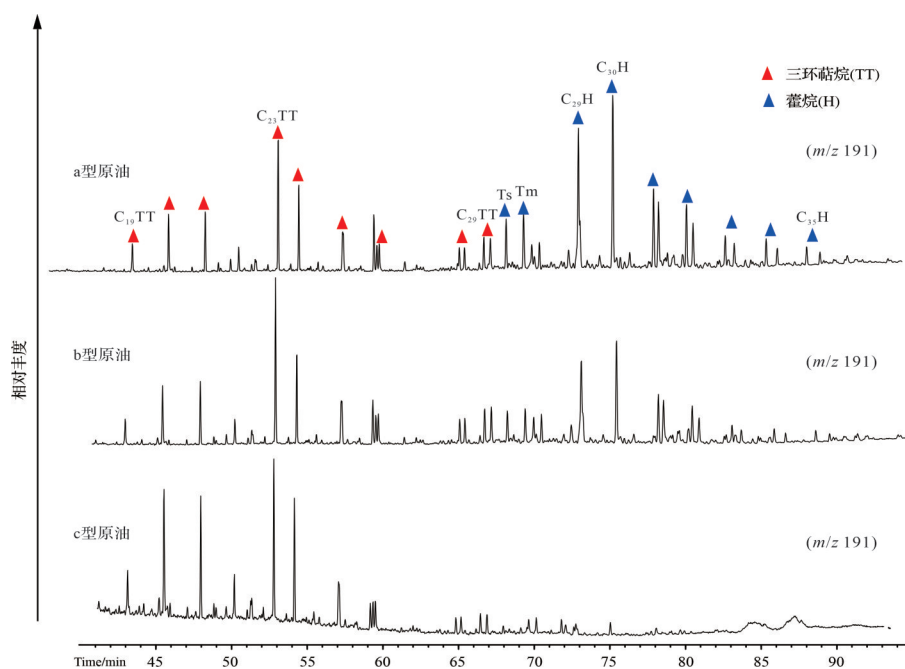 C₃₀H
三环萜烷(TT)
C₂₉H
藿烷(H)
C₂₃TT
(m/z 191)
a型原油
Ts Tm
C₁₉TT
C₂₉TT
C₃₅H
b型原油
(m/z 191)
相对丰度
c型原油
(m/z 191)
Time/min 45 50 55 60 65 70 75 80 85 90